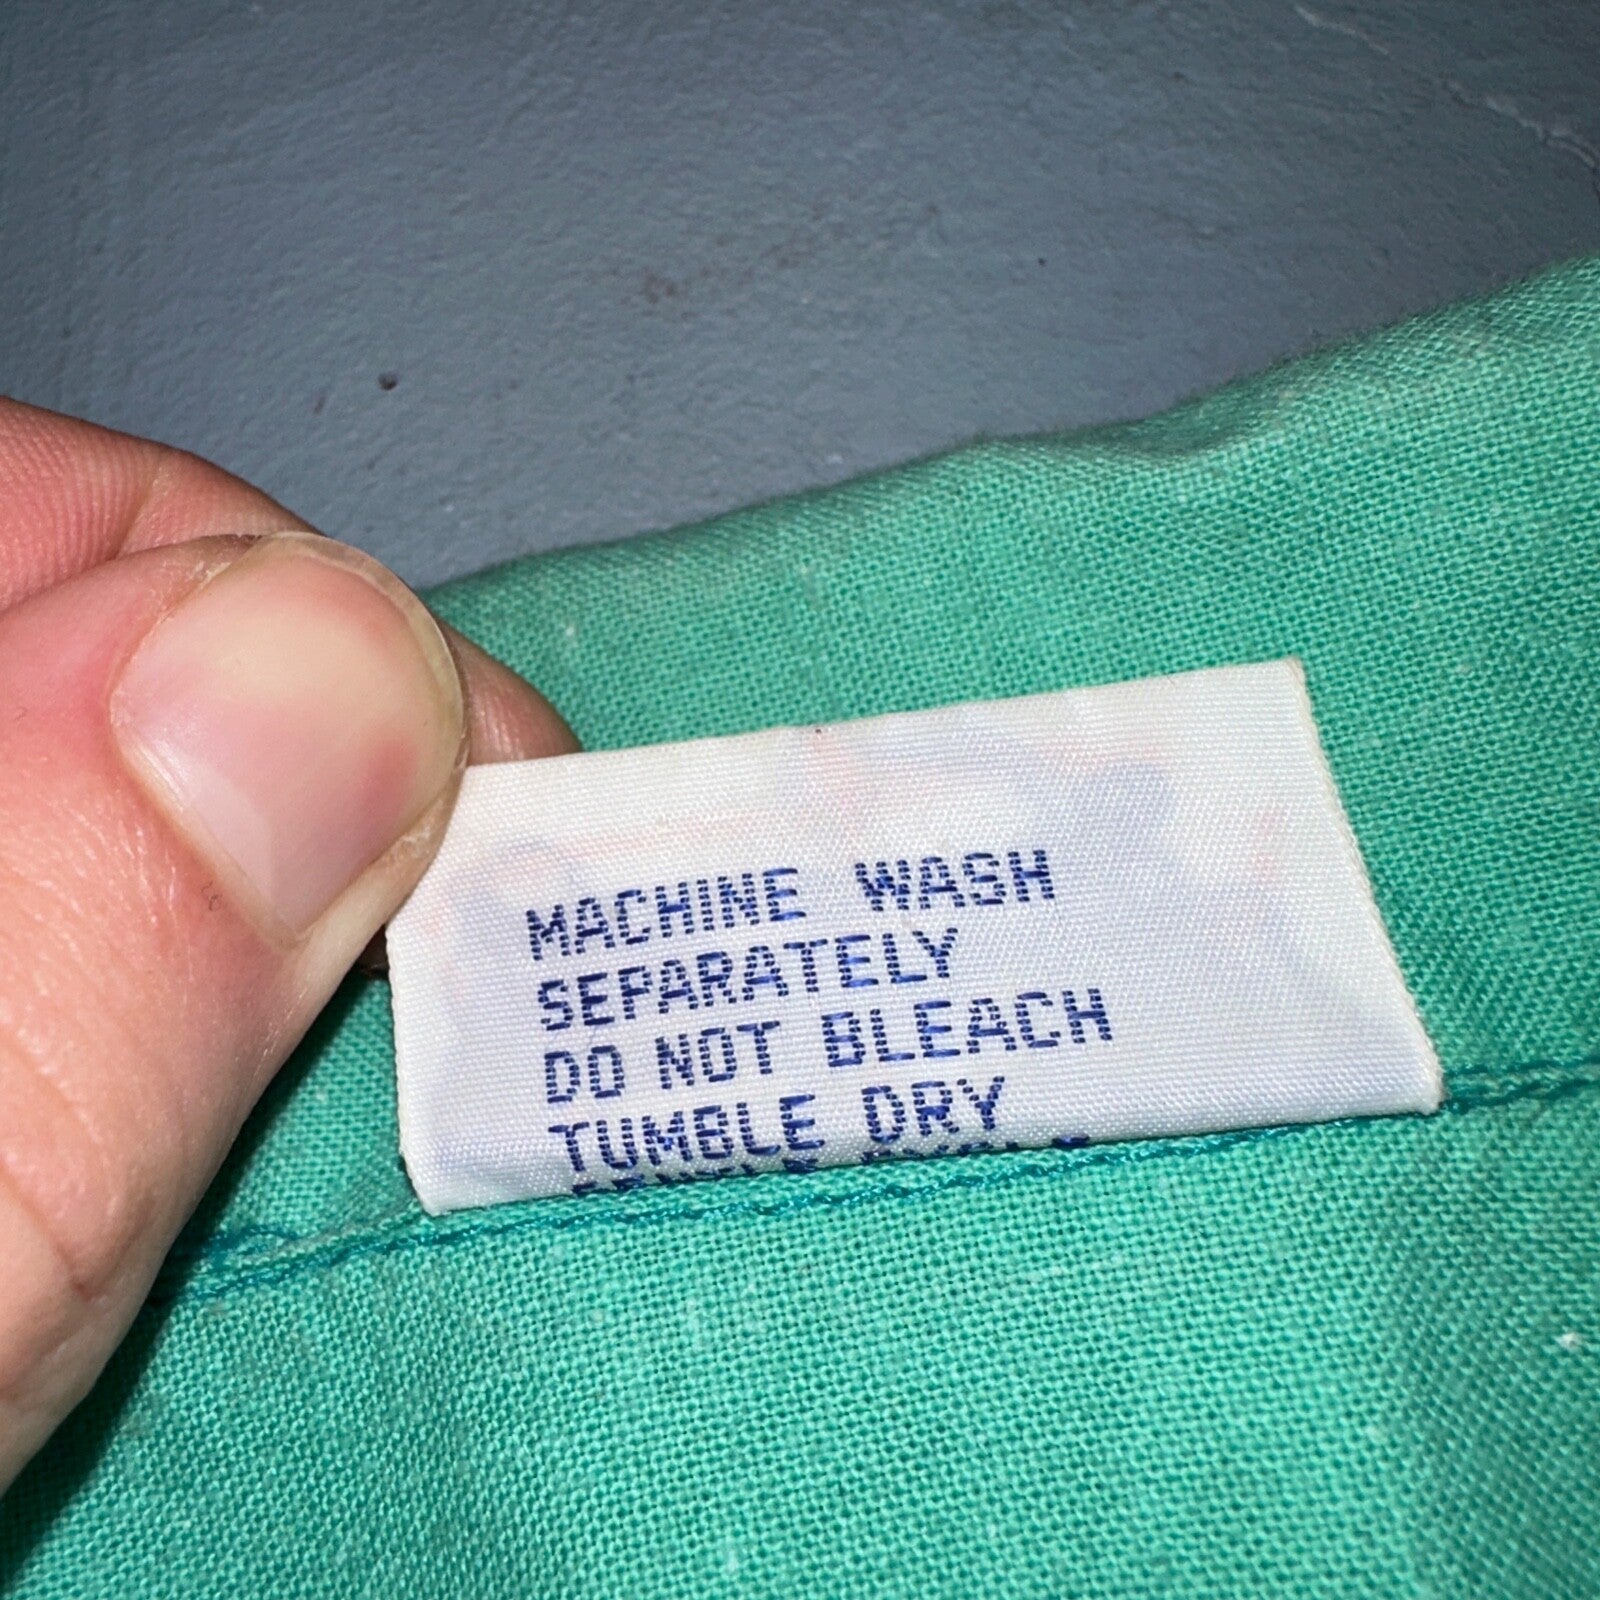 MACHINE WASH
SEPARATELY
DO NOT BLEACH
TUMBLE DRY